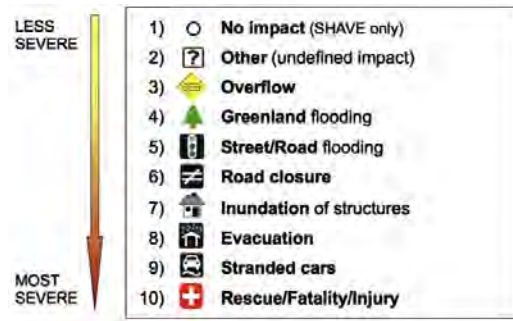 LESS
SEVERE
1) No impact (SHAVE only)
2) ? Other (undefined impact)
3) Overflow
4) Greenland flooding
5) Street/Road flooding
6) Road closure
7) Inundation of structures
8) Evacuation
9) Stranded cars
10) Rescue/Fatality/Injury
MOST
SEVERE